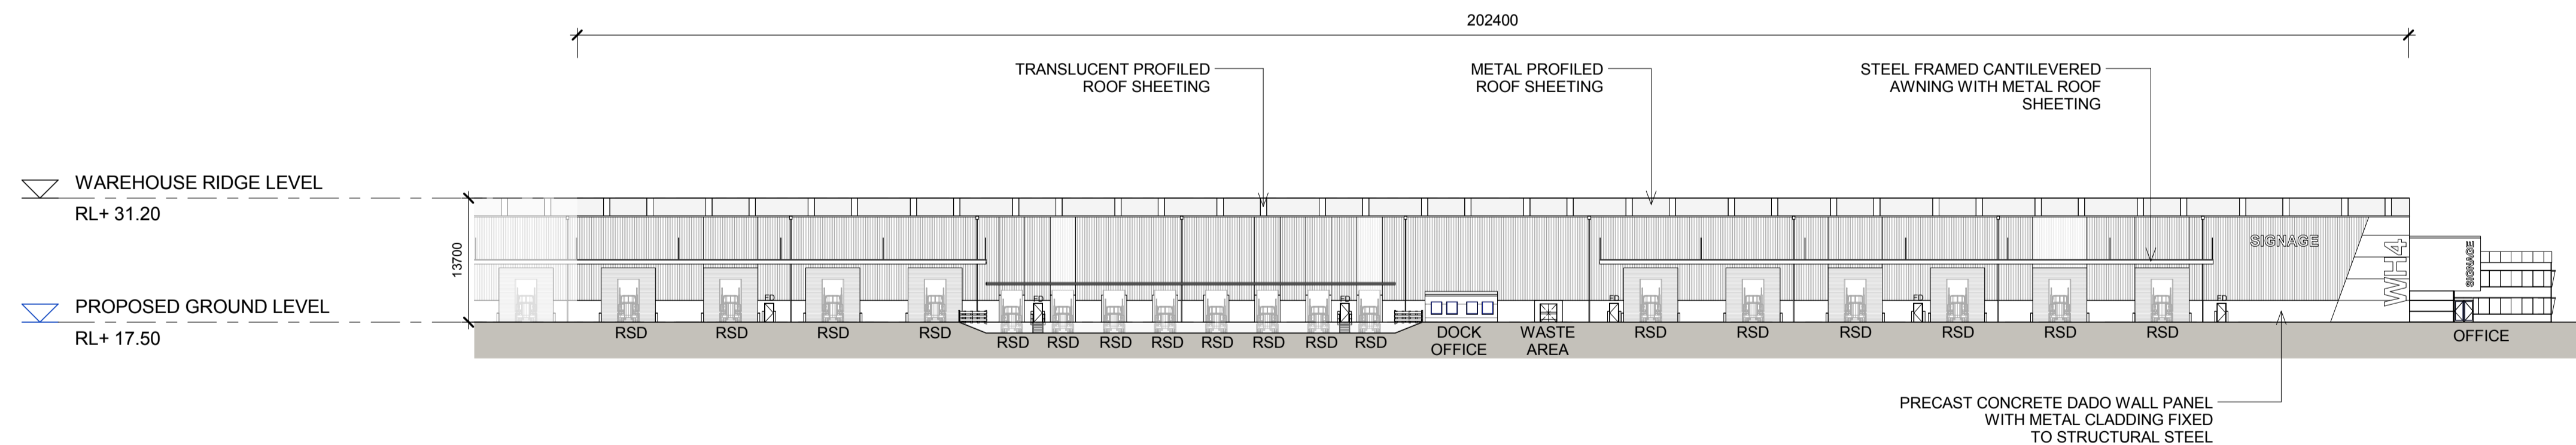 202400
TRANSLUCENT PROFILED
ROOF SHEETING
METAL PROFILED
ROOF SHEETING
STEEL FRAMED CANTILEVERED
AWNING WITH METAL ROOF
SHEETING
WAREHOUSE RIDGE LEVEL
RL+ 31.20
13700
PROPOSED GROUND LEVEL
RL+ 17.50
SIGNAGE
WH4
SIGNAGE
FD
FD
FD
FD
FD
FD
RSD
RSD
RSD
RSD
RSD
RSD
RSD
RSD
RSD
RSD
RSD
RSD
DOCK
OFFICE
WASTE
AREA
RSD
RSD
RSD
RSD
RSD
RSD
OFFICE
PRECAST CONCRETE DADO WALL PANEL
WITH METAL CLADDING FIXED
TO STRUCTURAL STEEL